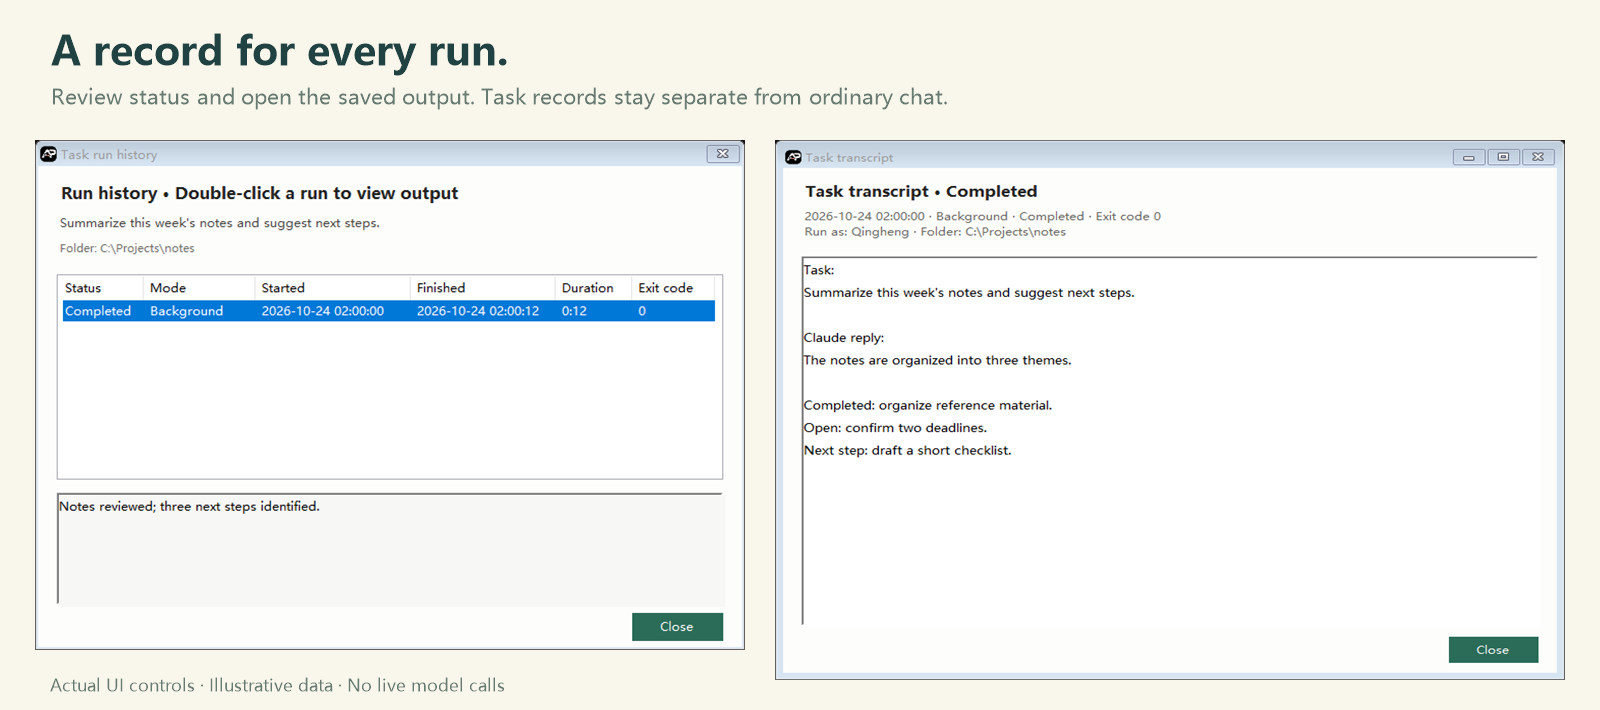 A record for every run.
Review status and open the saved output. Task records stay separate from ordinary chat.
AP Task run history
Run history • Double-click a run to view output
Summarize this week's notes and suggest next steps.
Folder: C:\Projects\notes
Status Mode Started Finished Duration Exit code
Completed Background 2026-10-24 02:00:00 2026-10-24 02:00:12 0:12 0
Notes reviewed; three next steps identified.
Close
AP Task transcript
Task transcript • Completed
2026-10-24 02:00:00 · Background · Completed · Exit code 0
Run as: Qingheng · Folder: C:\Projects\notes
Task:
Summarize this week's notes and suggest next steps.
Claude reply:
The notes are organized into three themes.
Completed: organize reference material.
Open: confirm two deadlines.
Next step: draft a short checklist.
Close
Actual UI controls · Illustrative data · No live model calls